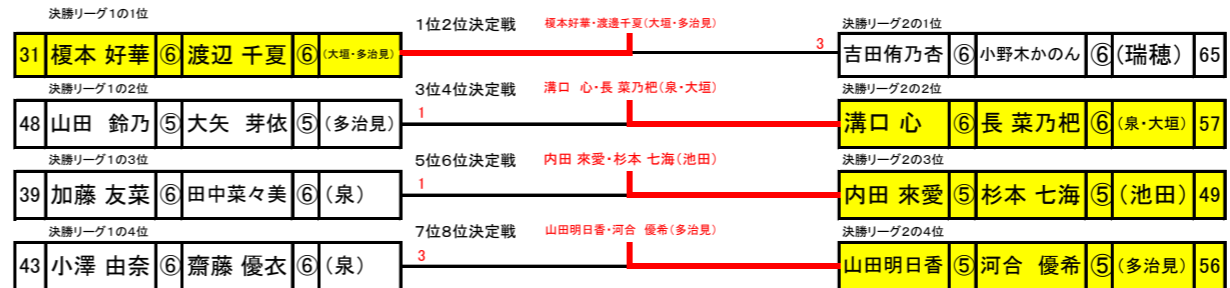 決勝リーグ1の1位 1位2位決定戦 榎本好華・渡邊千夏(大垣・多治見) 決勝リーグ2の1位
31 榎本 好華 ⑥ 渡辺 千夏 ⑥ (大垣・多治見) 3 吉田侑乃杏 ⑥ 小野木かのん ⑥ (瑞穂) 65
決勝リーグ1の2位 3位4位決定戦 溝口 心・長 菜乃杷(泉・大垣) 決勝リーグ2の2位
48 山田 鈴乃 ⑤ 大矢 芽依 ⑤ (多治見) 1 溝口 心 ⑥ 長 菜乃杷 ⑥ (泉・大垣) 57
決勝リーグ1の3位 5位6位決定戦 内田 來愛・杉本 七海(池田) 決勝リーグ2の3位
39 加藤 友菜 ⑥ 田中菜々美 ⑥ (泉) 1 内田 來愛 ⑤ 杉本 七海 ⑤ (池田) 49
決勝リーグ1の4位 7位8位決定戦 山田明日香・河合 優希(多治見) 決勝リーグ2の4位
43 小澤 由奈 ⑥ 齋藤 優衣 ⑥ (泉) 3 山田明日香 ⑤ 河合 優希 ⑤ (多治見) 56